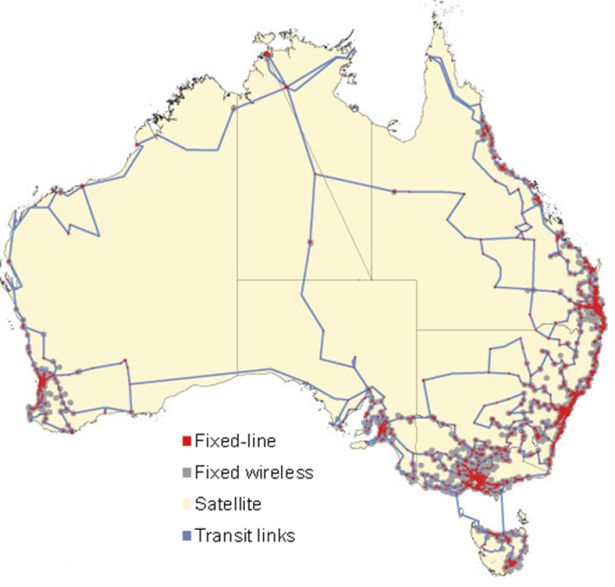 Fixed-line
Fixed wireless
Satellite
Transit links